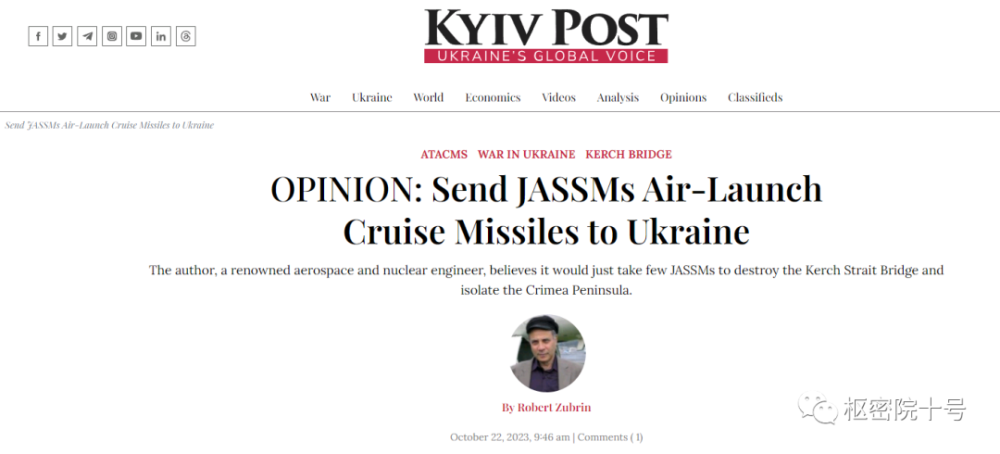 KYIV POST
UKRAINE'S GLOBAL VOICE
War Ukraine World Economics Videos Analysis Opinions Classifieds
Send JASSMs Air-Launch Cruise Missiles to Ukraine
ATACMS WAR IN UKRAINE KERCH BRIDGE
OPINION: Send JASSMs Air-Launch
Cruise Missiles to Ukraine
The author, a renowned aerospace and nuclear engineer, believes it would just take few JASSMs to destroy the Kerch Strait Bridge and
isolate the Crimea Peninsula.
By Robert Zubrin
枢密院十号
October 22, 2023, 9:46 am | Comments ( 1)